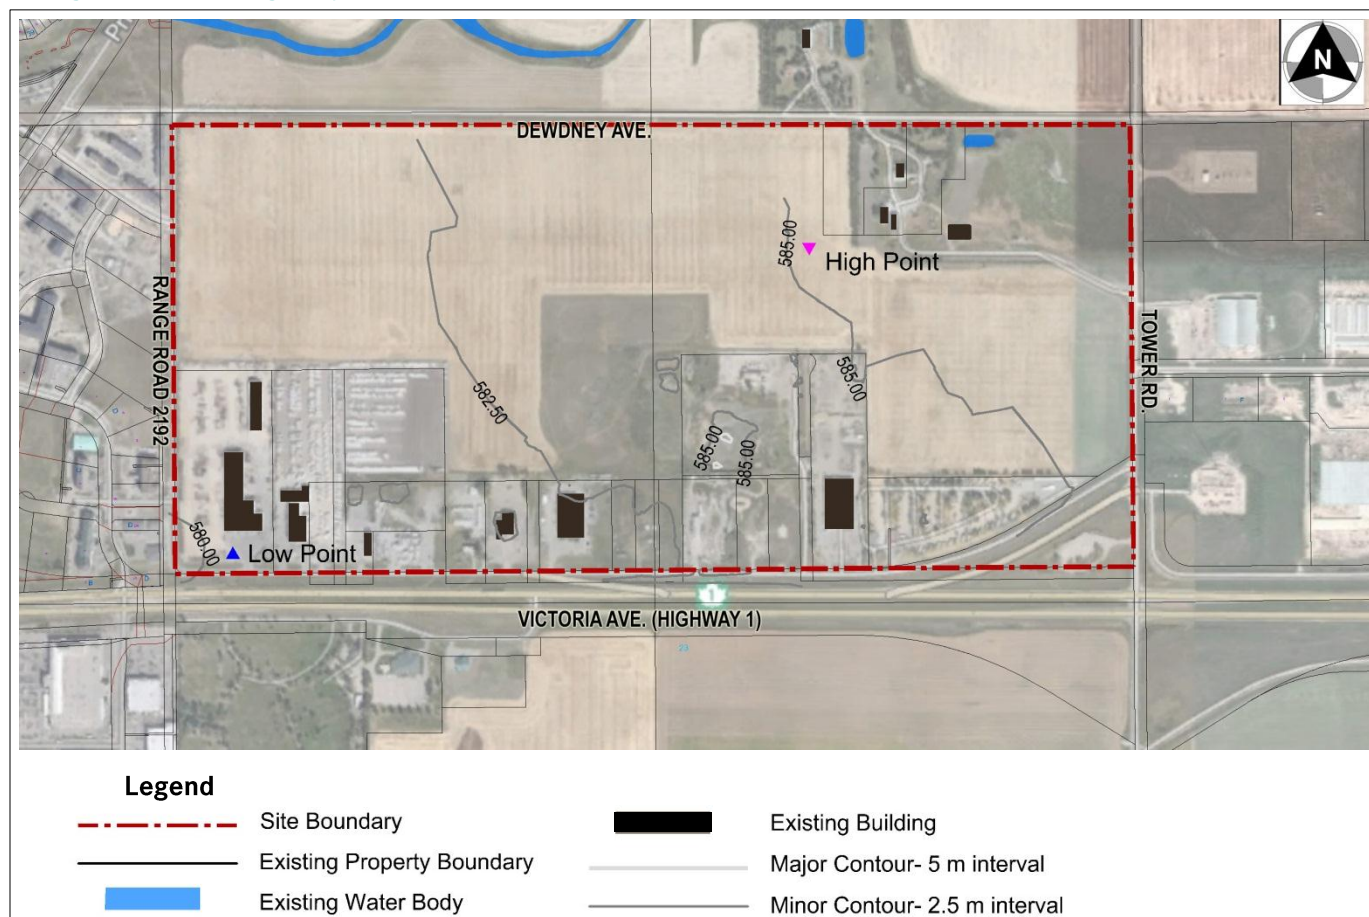 N
DEWDNEY AVE.
585.00
High Point
RANGE ROAD 2192
TOWER RD.
582.50
585.00
585.00
585.00
580.00
Low Point
1
VICTORIA AVE. (HIGHWAY 1)
23
Legend
Site Boundary
Existing Building
Existing Property Boundary
Major Contour- 5 m interval
Existing Water Body
Minor Contour- 2.5 m interval